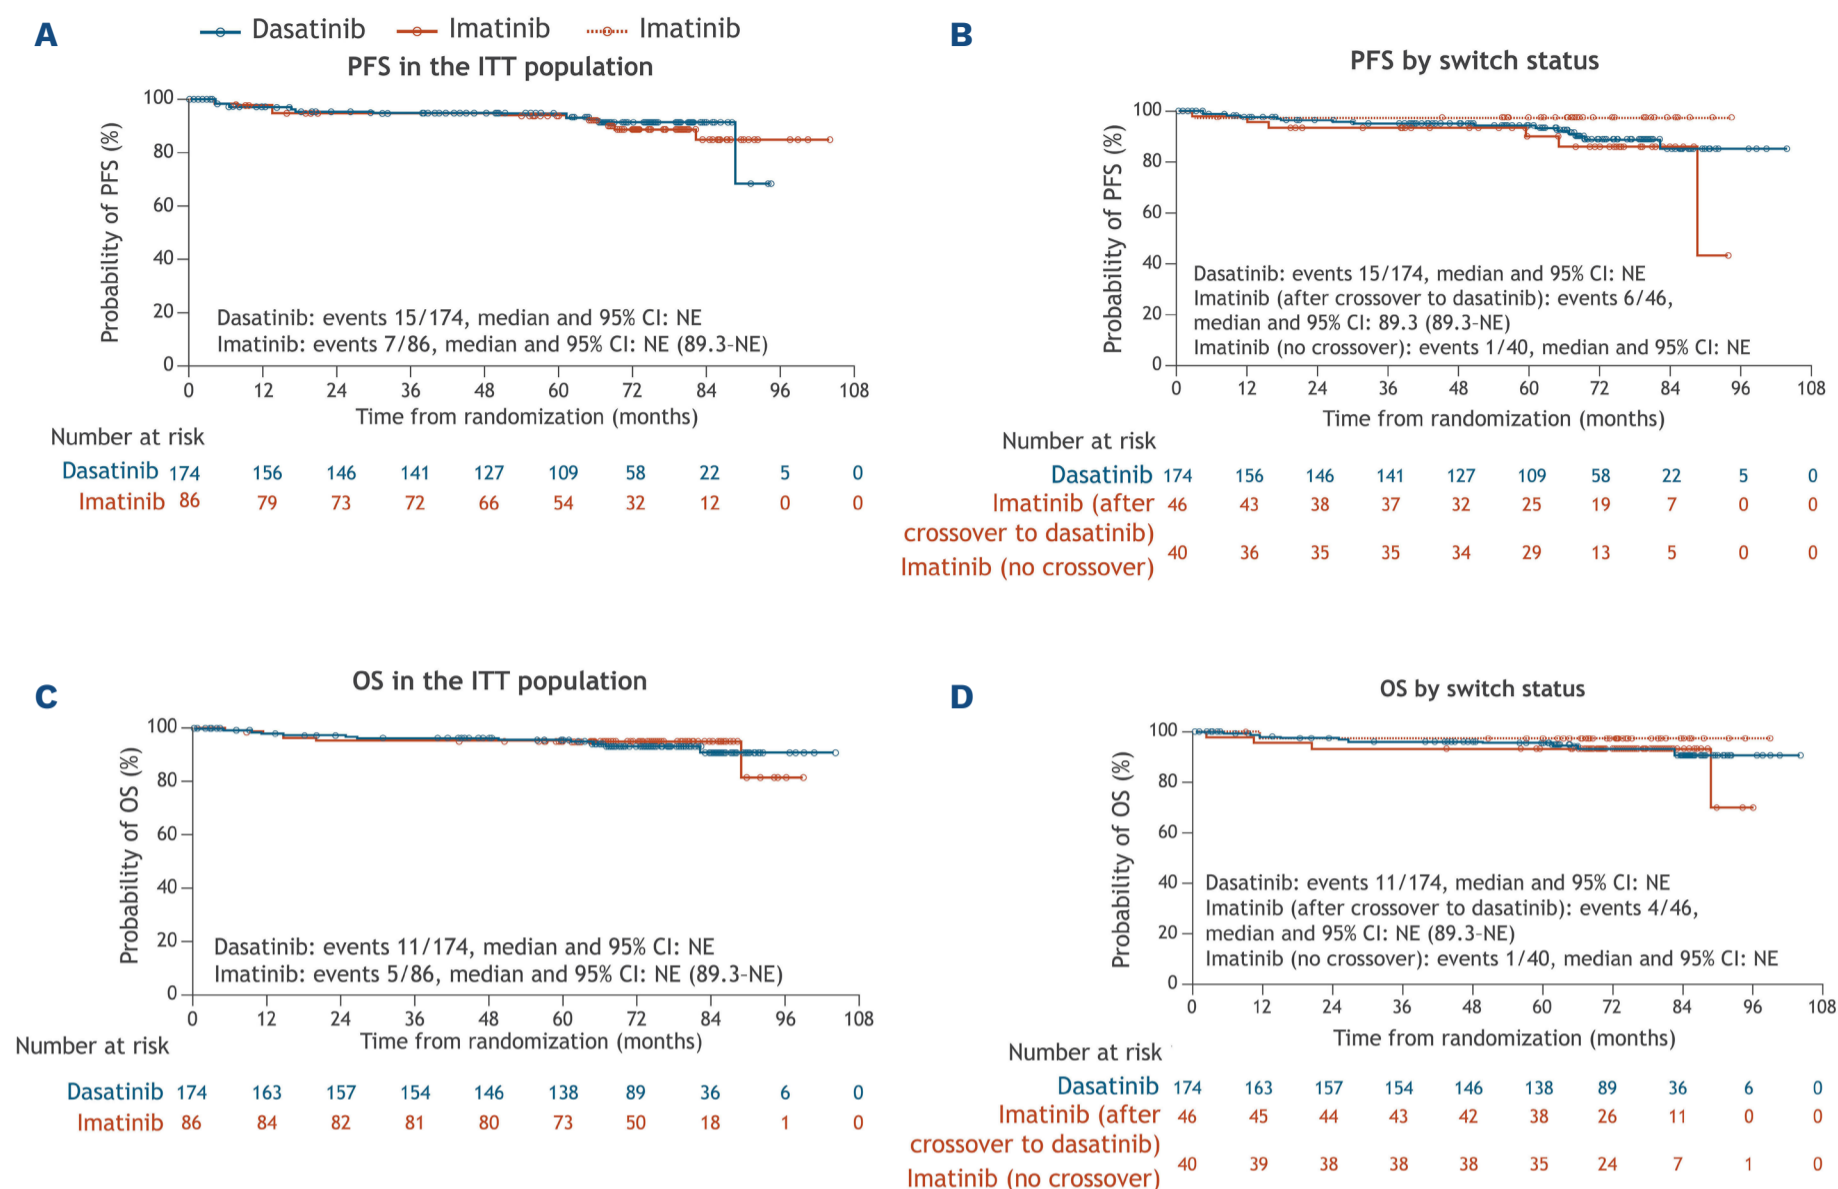 A
Dasatinib Imatinib Imatinib
PFS in the ITT population
Probability of PFS (%)
100
80
60
40
20
0
Dasatinib: events 15/174, median and 95% CI: NE
Imatinib: events 7/86, median and 95% CI: NE (89.3-NE)
0 12 24 36 48 60 72 84 96 108
Time from randomization (months)
Number at risk
Dasatinib 174 156 146 141 127 109 58 22 5 0
Imatinib 86 79 73 72 66 54 32 12 0 0
B
PFS by switch status
Probability of PFS (%)
100
80
60
40
20
0
Dasatinib: events 15/174, median and 95% CI: NE
Imatinib (after crossover to dasatinib): events 6/46,
median and 95% CI: 89.3 (89.3-NE)
Imatinib (no crossover): events 1/40, median and 95% CI: NE
0 12 24 36 48 60 72 84 96 108
Time from randomization (months)
Number at risk
Dasatinib 174 156 146 141 127 109 58 22 5 0
Imatinib (after 46 43 38 37 32 25 19 7 0 0
crossover to dasatinib)
Imatinib (no crossover) 40 36 35 35 34 29 13 5 0 0
C
OS in the ITT population
Probability of OS (%)
100
80
60
40
20
0
Dasatinib: events 11/174, median and 95% CI: NE
Imatinib: events 5/86, median and 95% CI: NE (89.3-NE)
0 12 24 36 48 60 72 84 96 108
Time from randomization (months)
Number at risk
Dasatinib 174 163 157 154 146 138 89 36 6 0
Imatinib 86 84 82 81 80 73 50 18 1 0
D
OS by switch status
Probability of OS (%)
100
80
60
40
20
0
Dasatinib: events 11/174, median and 95% CI: NE
Imatinib (after crossover to dasatinib): events 4/46,
median and 95% CI: NE (89.3-NE)
Imatinib (no crossover): events 1/40, median and 95% CI: NE
0 12 24 36 48 60 72 84 96 108
Time from randomization (months)
Number at risk
Dasatinib 174 163 157 154 146 138 89 36 6 0
Imatinib (after 46 45 44 43 42 38 26 11 0 0
crossover to dasatinib)
Imatinib (no crossover) 40 39 38 38 38 35 24 7 1 0